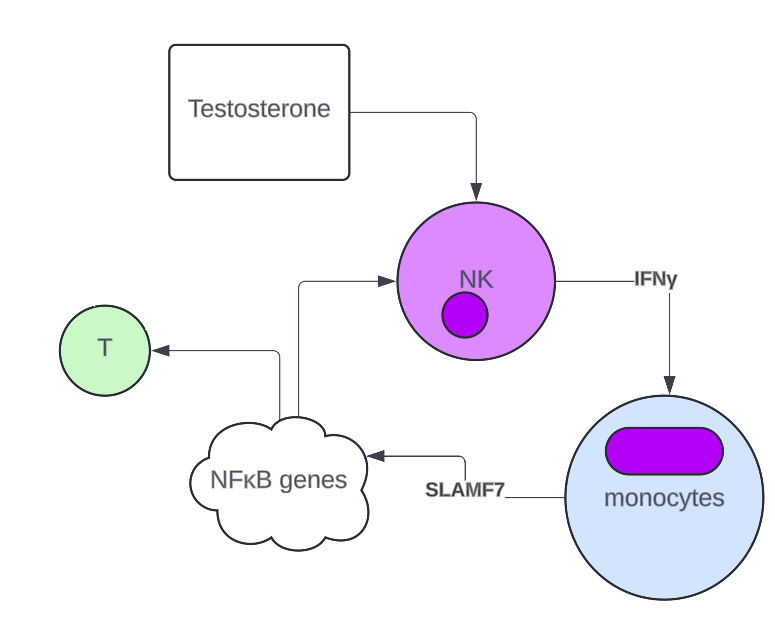 Testosterone
NK
IFNγ
T
NFκB genes
SLAMF7
monocytes